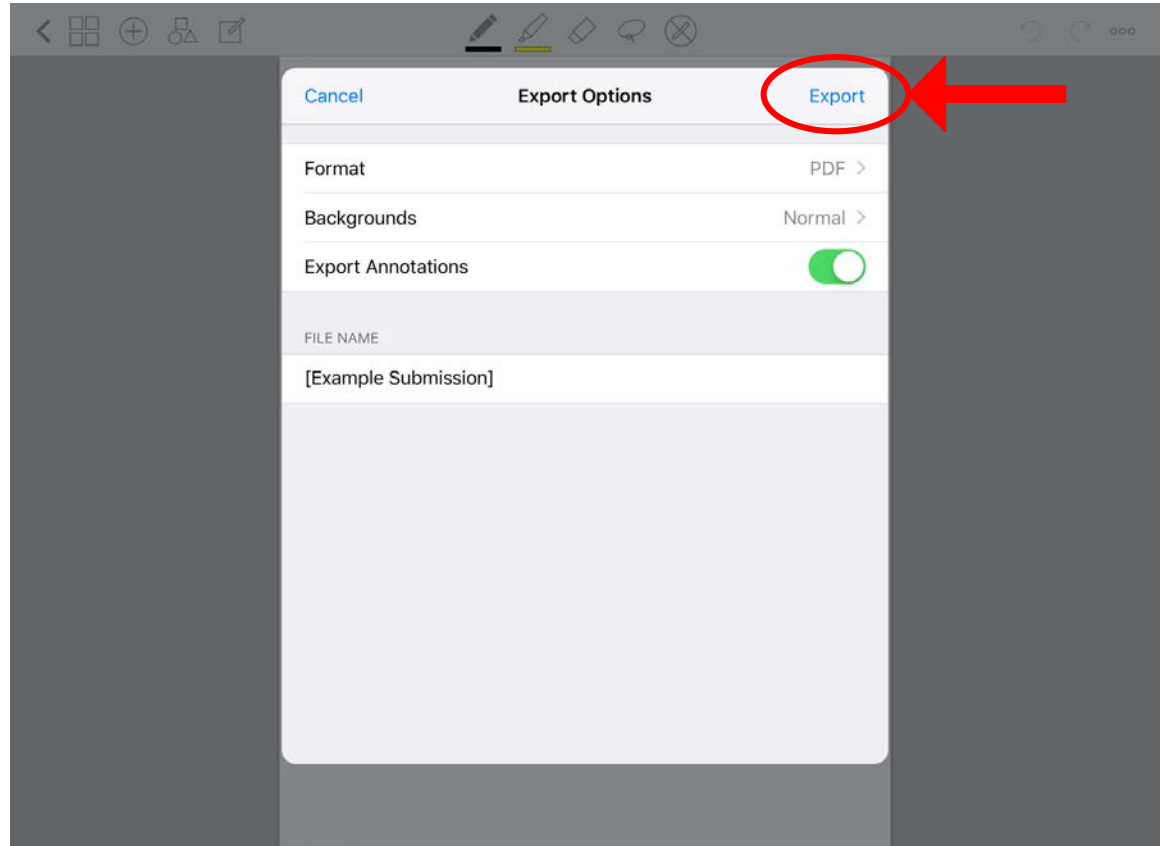 Cancel Export Options Export
Format PDF
Backgrounds Normal
Export Annotations
FILE NAME
[Example Submission]